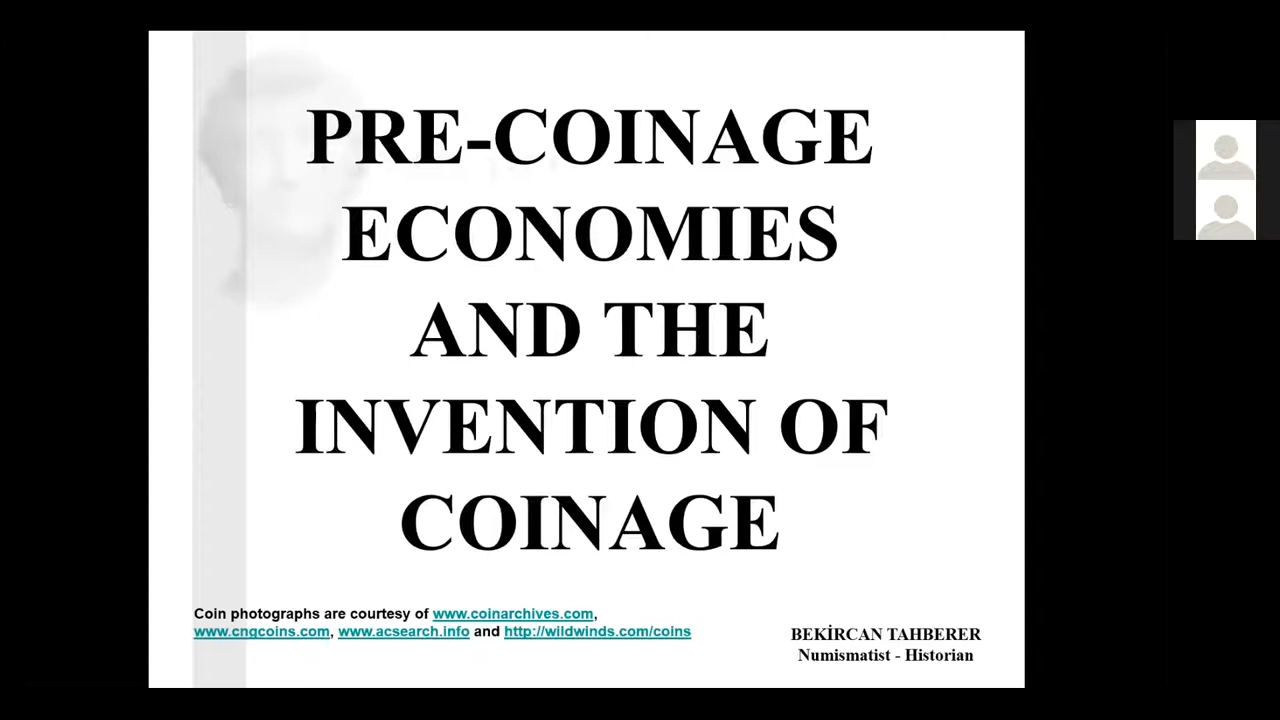 PRE-COINAGE
ECONOMIES
AND THE
INVENTION OF
COINAGE
Coin photographs are courtesy of www.coinarchives.com,
www.cngcoins.com, www.acsearch.info and http://wildwinds.com/coins
BEKİRCAN TAHBERER
Numismatist - Historian